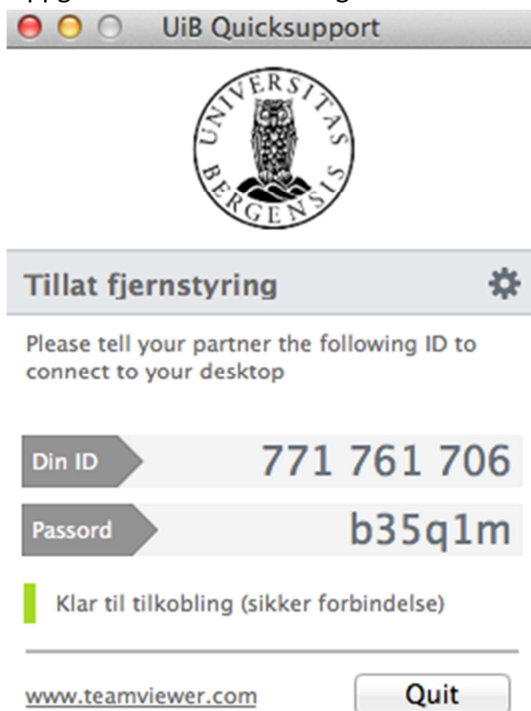 UiB Quicksupport
UNIVERSITAS BERGENSIS
Tillat fjernstyring
Please tell your partner the following ID to
connect to your desktop
Din ID 771 761 706
Passord b35q1m
Klar til tilkobling (sikker forbindelse)
www.teamviewer.com Quit